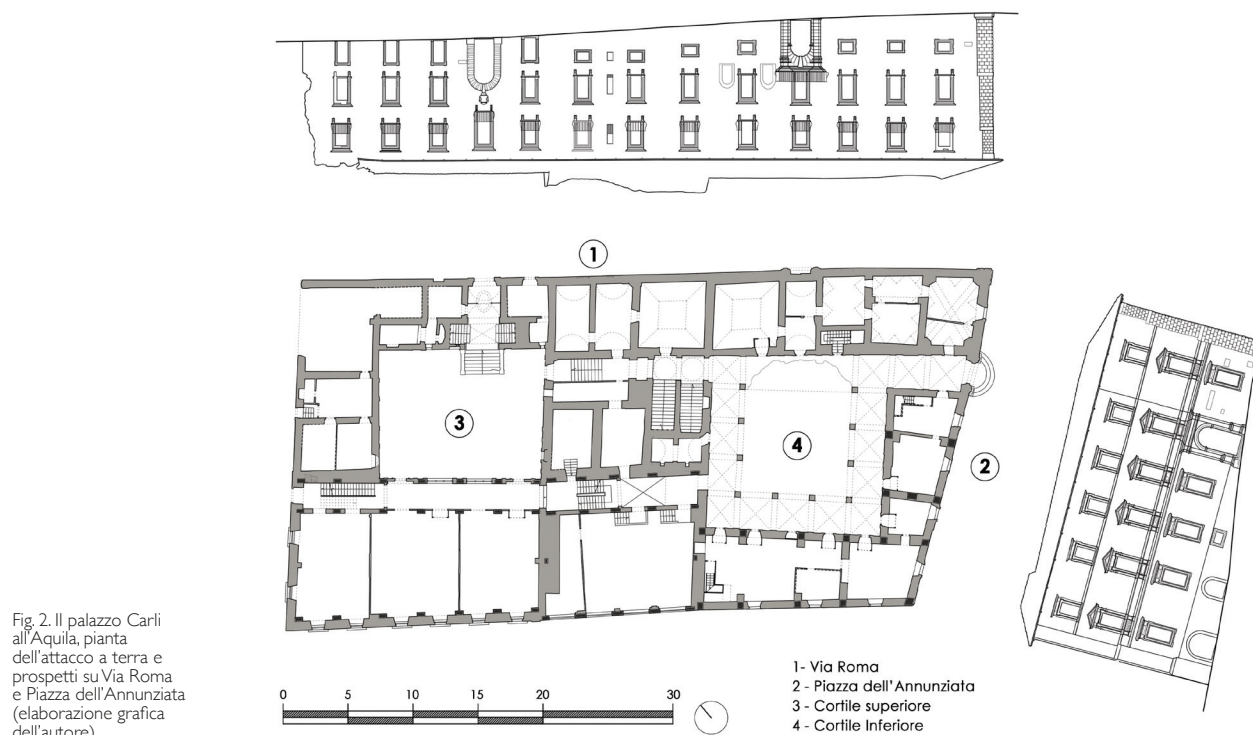 1
3
4
2
Fig. 2. Il palazzo Carli
all'Aquila, pianta
dell'attacco a terra e
prospetti su Via Roma
e Piazza dell'Annunziata
(elaborazione grafica
dell'autore)
0 5 10 15 20 30
1- Via Roma
2 - Piazza dell'Annunziata
3 - Cortile superiore
4 - Cortile Inferiore